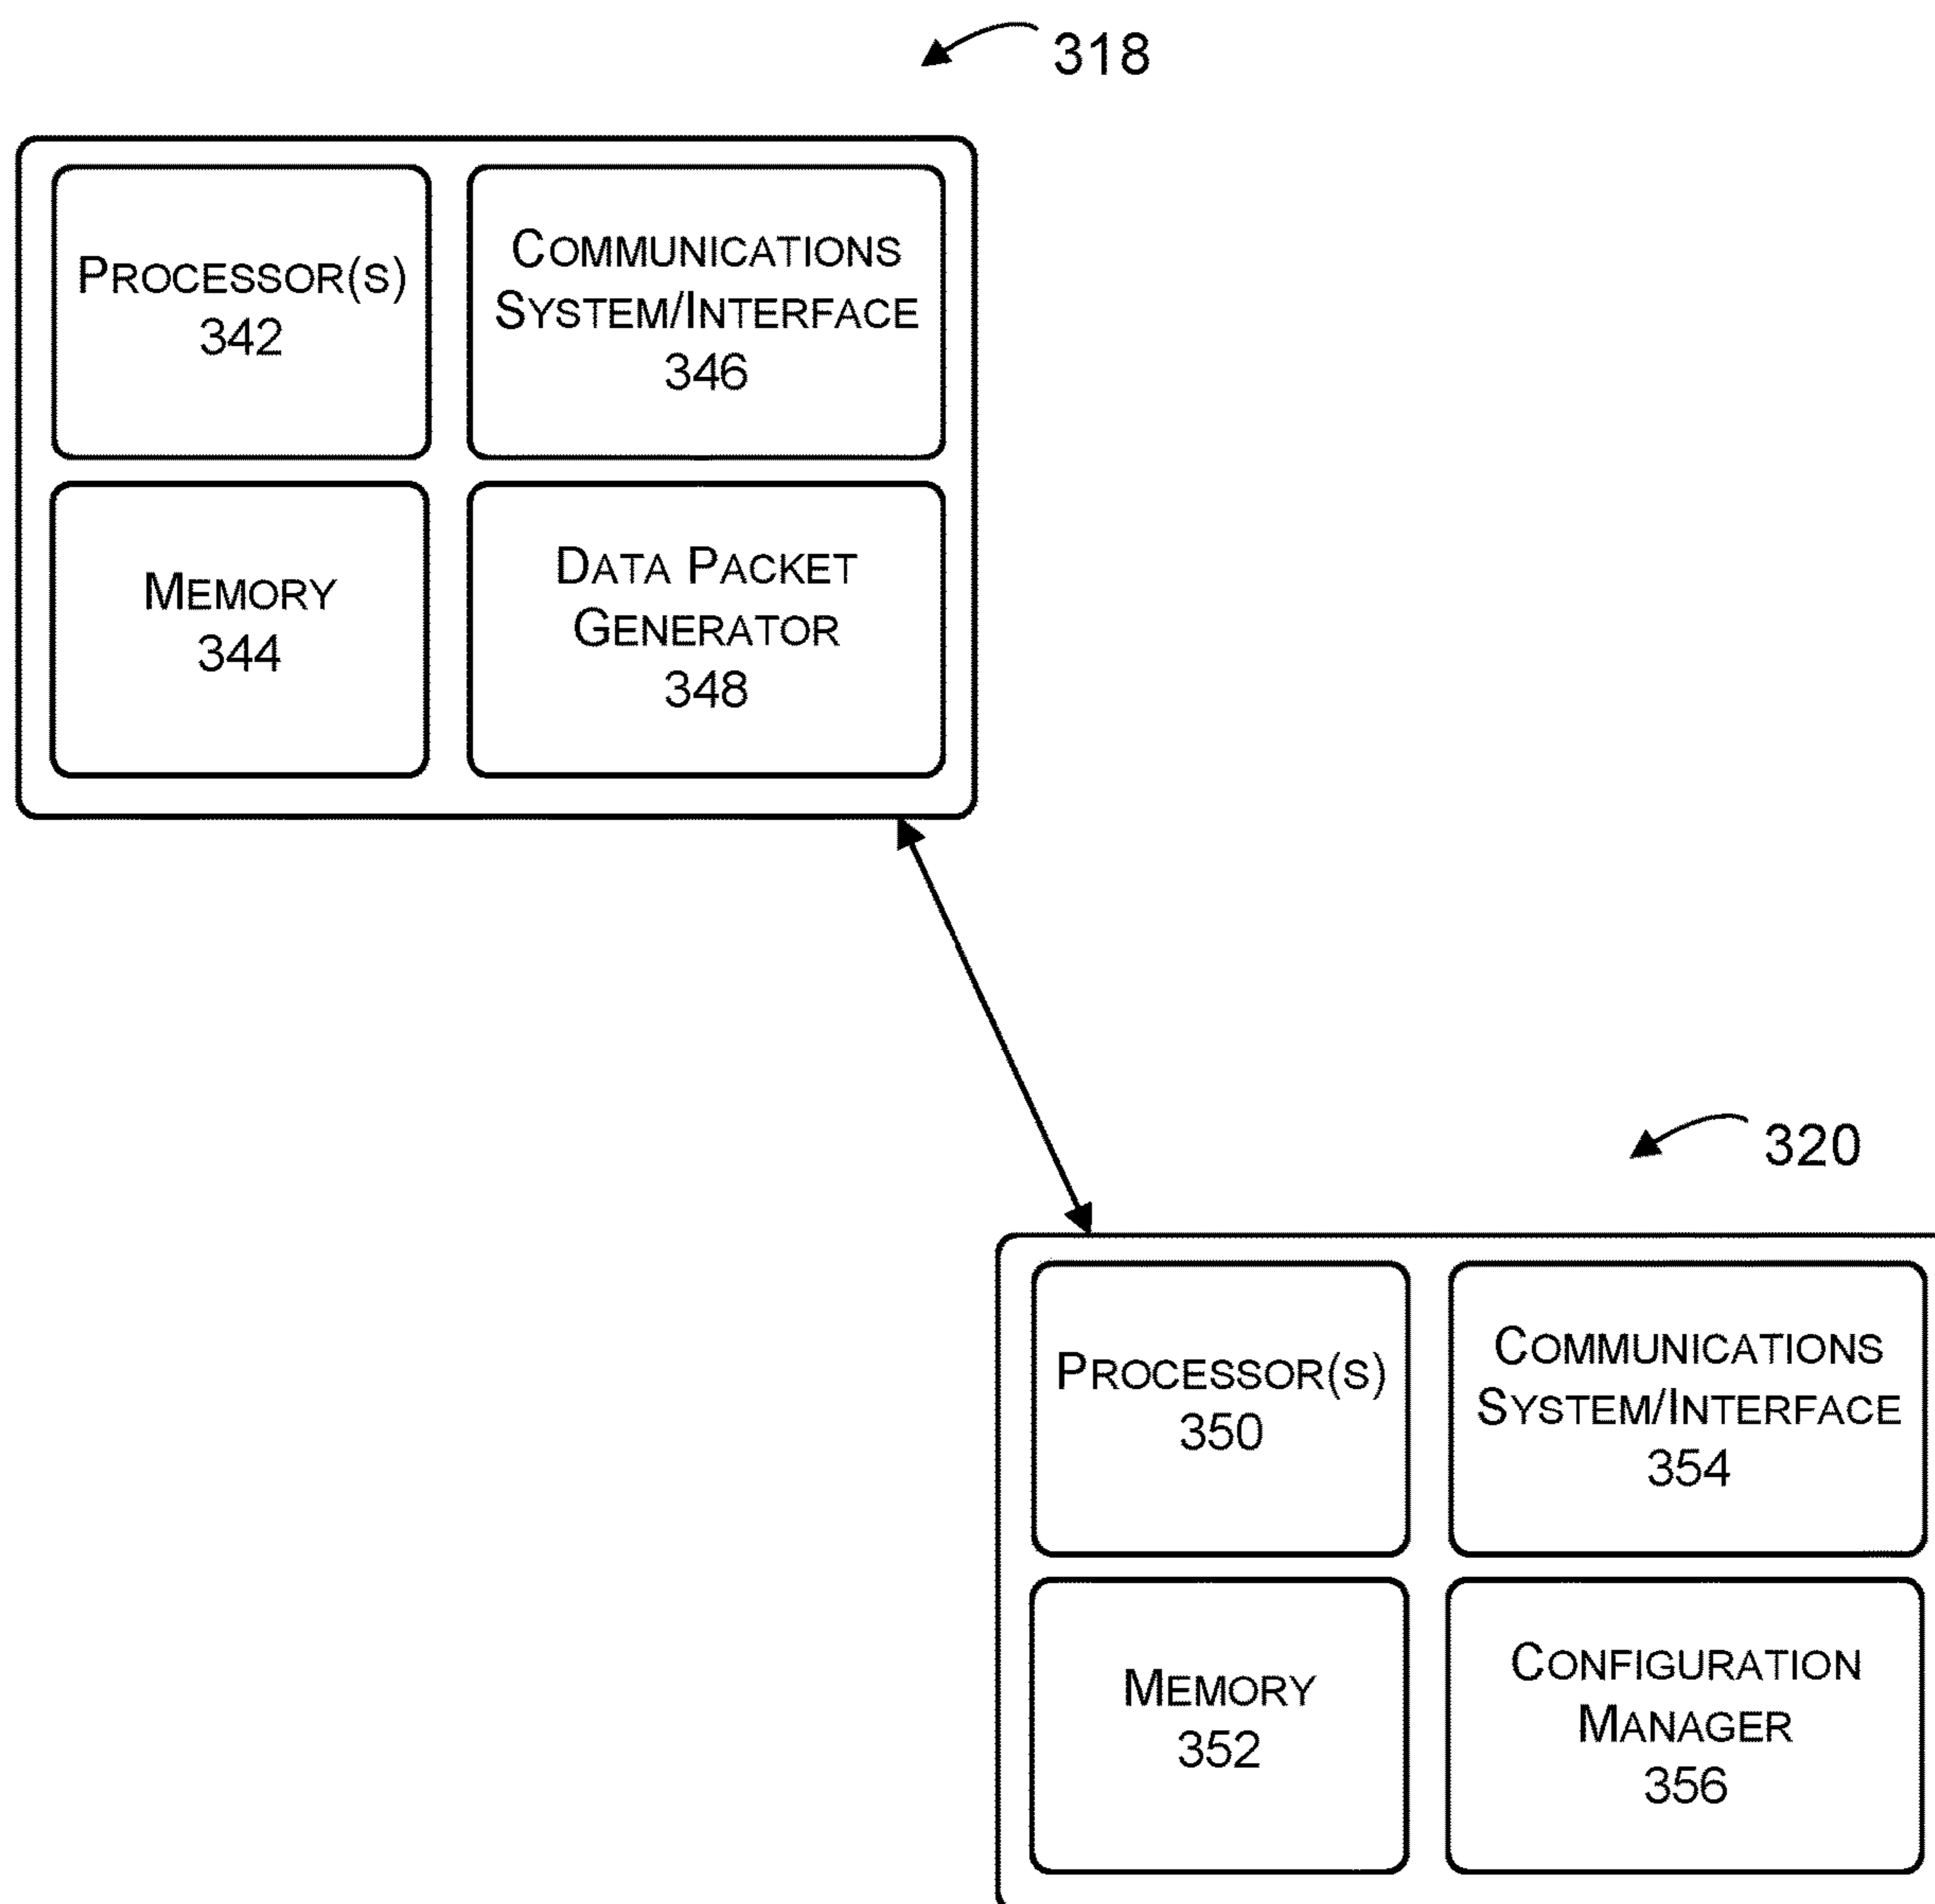 318
PROCESSOR(S)
342
COMMUNICATIONS
SYSTEM/INTERFACE
346
MEMORY
344
DATA PACKET
GENERATOR
348
320
PROCESSOR(S)
350
COMMUNICATIONS
SYSTEM/INTERFACE
354
MEMORY
352
CONFIGURATION
MANAGER
356